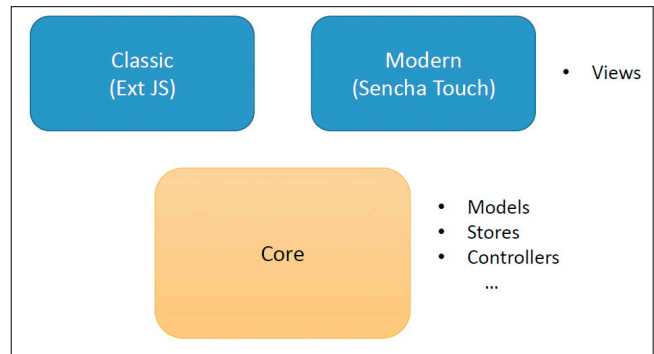 Classic
(Ext JS)
Modern
(Sencha Touch)
• Views
Core
• Models
• Stores
• Controllers
...